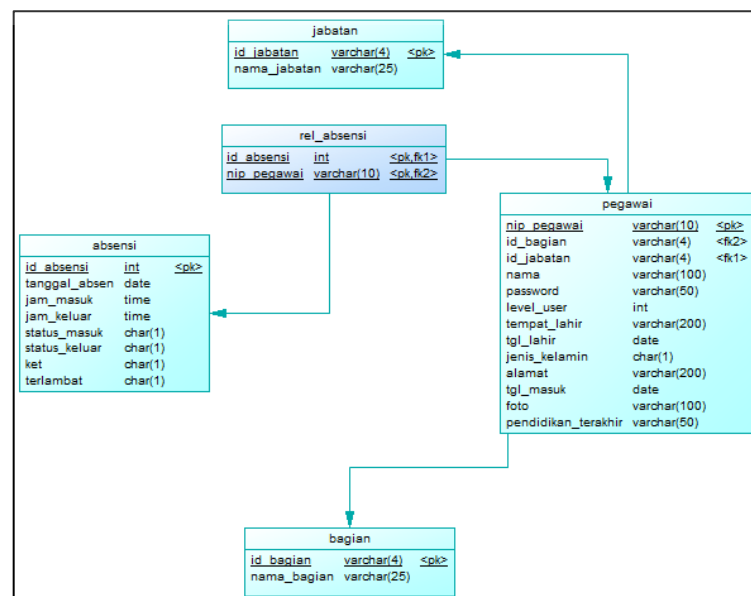 jabatan
id_jabatan varchar(4) <pk>
nama_jabatan varchar(25)
rel_absensi
id_absensi int <pk,fk1>
nip_pegawai varchar(10) <pk,fk2>
pegawai
nip_pegawai varchar(10) <pk>
id_bagian varchar(4) <fk2>
id_jabatan varchar(4) <fk1>
nama varchar(100)
password varchar(50)
level_user int
tempat_lahir varchar(200)
tgl_lahir date
jenis_kelamin char(1)
alamat varchar(200)
tgl_masuk date
foto varchar(100)
pendidikan_terakhir varchar(50)
absensi
id_absensi int <pk>
tanggal_absen date
jam_masuk time
jam_keluar time
status_masuk char(1)
status_keluar char(1)
ket char(1)
terlambat char(1)
bagian
id_bagian varchar(4) <pk>
nama_bagian varchar(25)